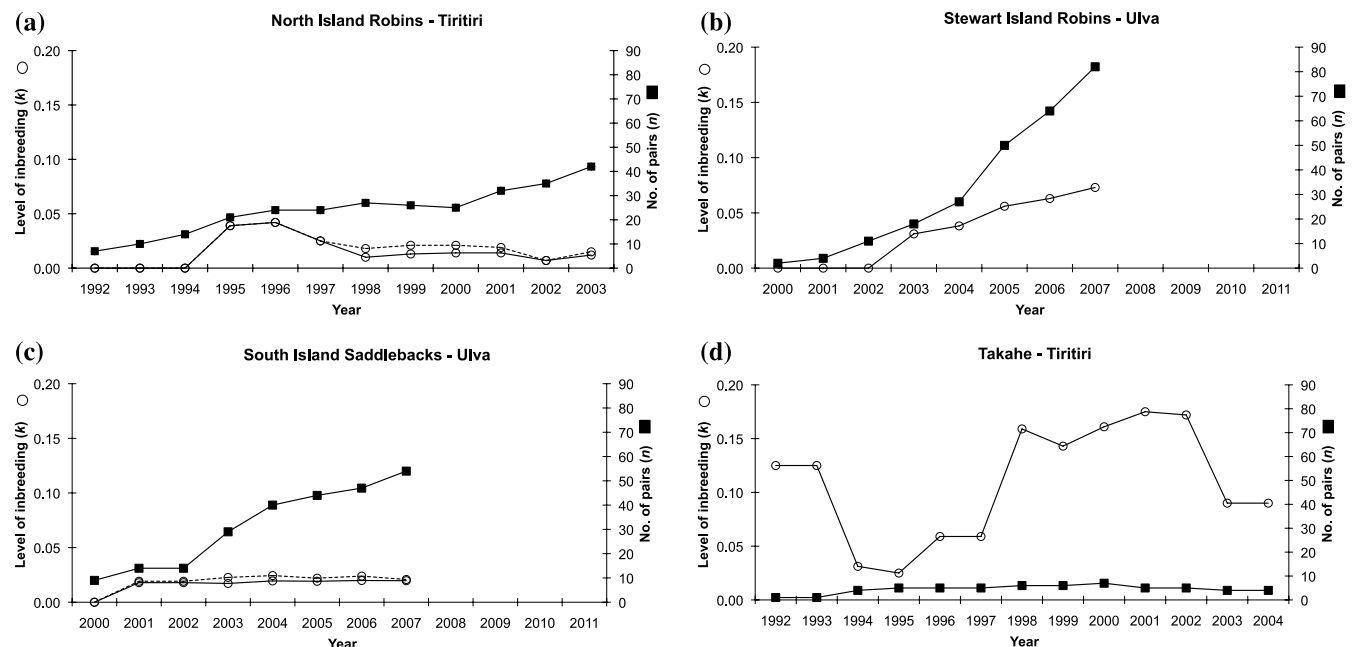 (a)
North Island Robins - Tiritiri
Level of inbreeding (k)
0.20
0.15
0.10
0.05
0.00
90
80
70
60
50
40
30
20
10
0
No. of pairs (n)
1992 1993 1994 1995 1996 1997 1998 1999 2000 2001 2002 2003
Year
(b)
Stewart Island Robins - Ulva
Level of inbreeding (k)
0.20
0.15
0.10
0.05
0.00
90
80
70
60
50
40
30
20
10
0
No. of pairs (n)
2000 2001 2002 2003 2004 2005 2006 2007 2008 2009 2010 2011
Year
(c)
South Island Saddlebacks - Ulva
Level of inbreeding (k)
0.20
0.15
0.10
0.05
0.00
90
80
70
60
50
40
30
20
10
0
No. of pairs (n)
2000 2001 2002 2003 2004 2005 2006 2007 2008 2009 2010 2011
Year
(d)
Takahe - Tiritiri
Level of inbreeding (k)
0.20
0.15
0.10
0.05
0.00
90
80
70
60
50
40
30
20
10
0
No. of pairs (n)
1992 1993 1994 1995 1996 1997 1998 1999 2000 2001 2002 2003 2004
Year